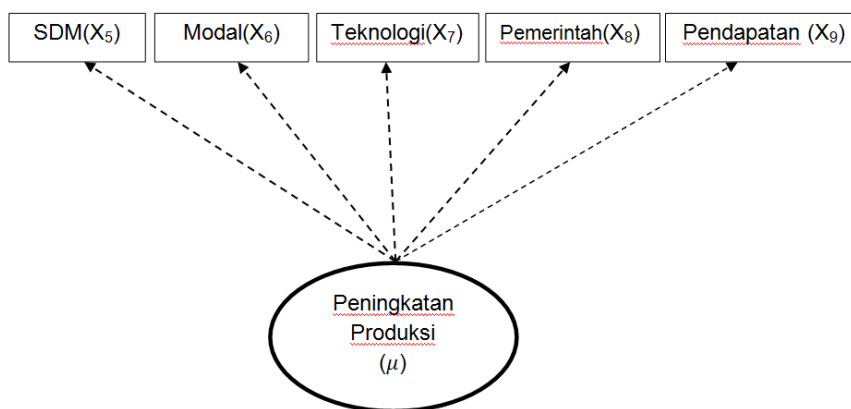 SDM(X₅)
Modal(X₆)
Teknologi(X₇)
Pemerintah(X₈)
Pendapatan (X₉)
Peningkatan
Produksi
(μ)